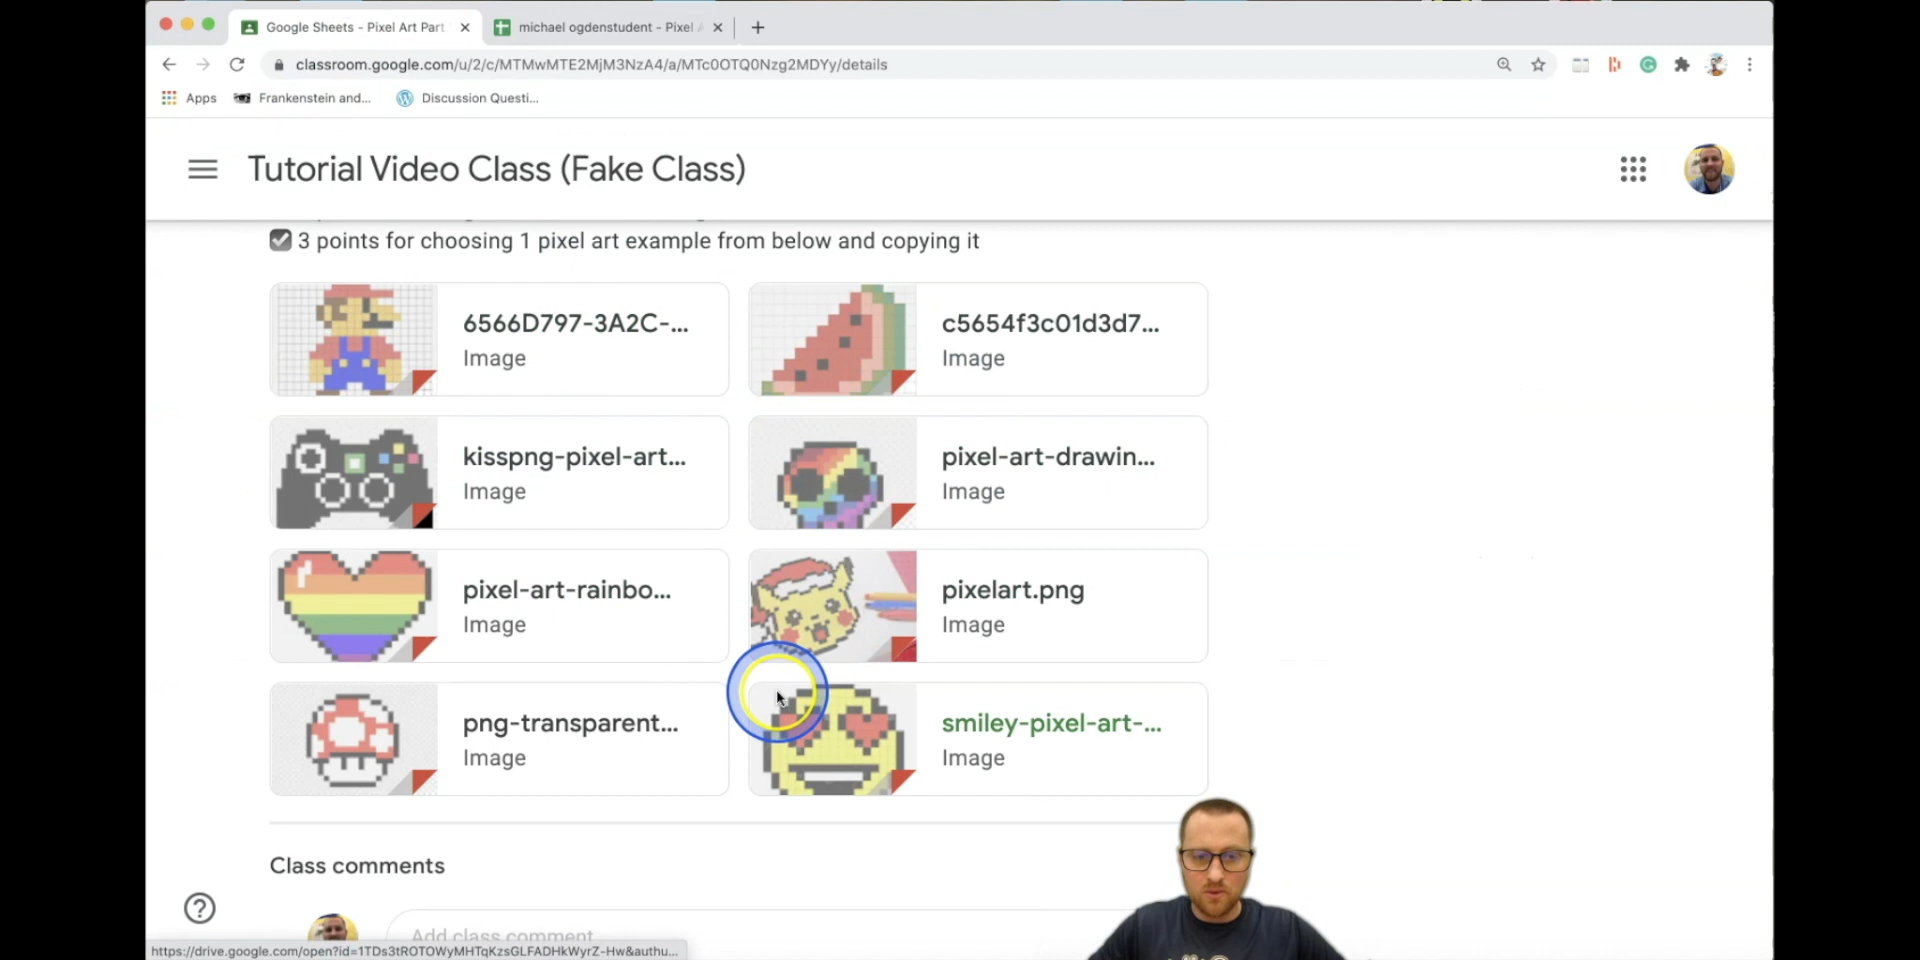 Google Sheets - Pixel Art Part
michael ogdenstudent - Pixel A
classroom.google.com/u/2/c/MTMwMTE2MjM3NzA4/a/MTc0OTQ0Nzg2MDYy/details
Apps
Frankenstein and...
Discussion Questi...
Tutorial Video Class (Fake Class)
3 points for choosing 1 pixel art example from below and copying it
6566D797-3A2C-...
Image
c5654f3c01d3d7...
Image
kisspng-pixel-art...
Image
pixel-art-drawin...
Image
pixel-art-rainbo...
Image
pixelart.png
Image
png-transparent...
Image
smiley-pixel-art-...
Image
Class comments
Add class comment
https://drive.google.com/open?id=1TDs3tROTOWyMHTqKzsGLFADHkWyrZ-Hw&authu...